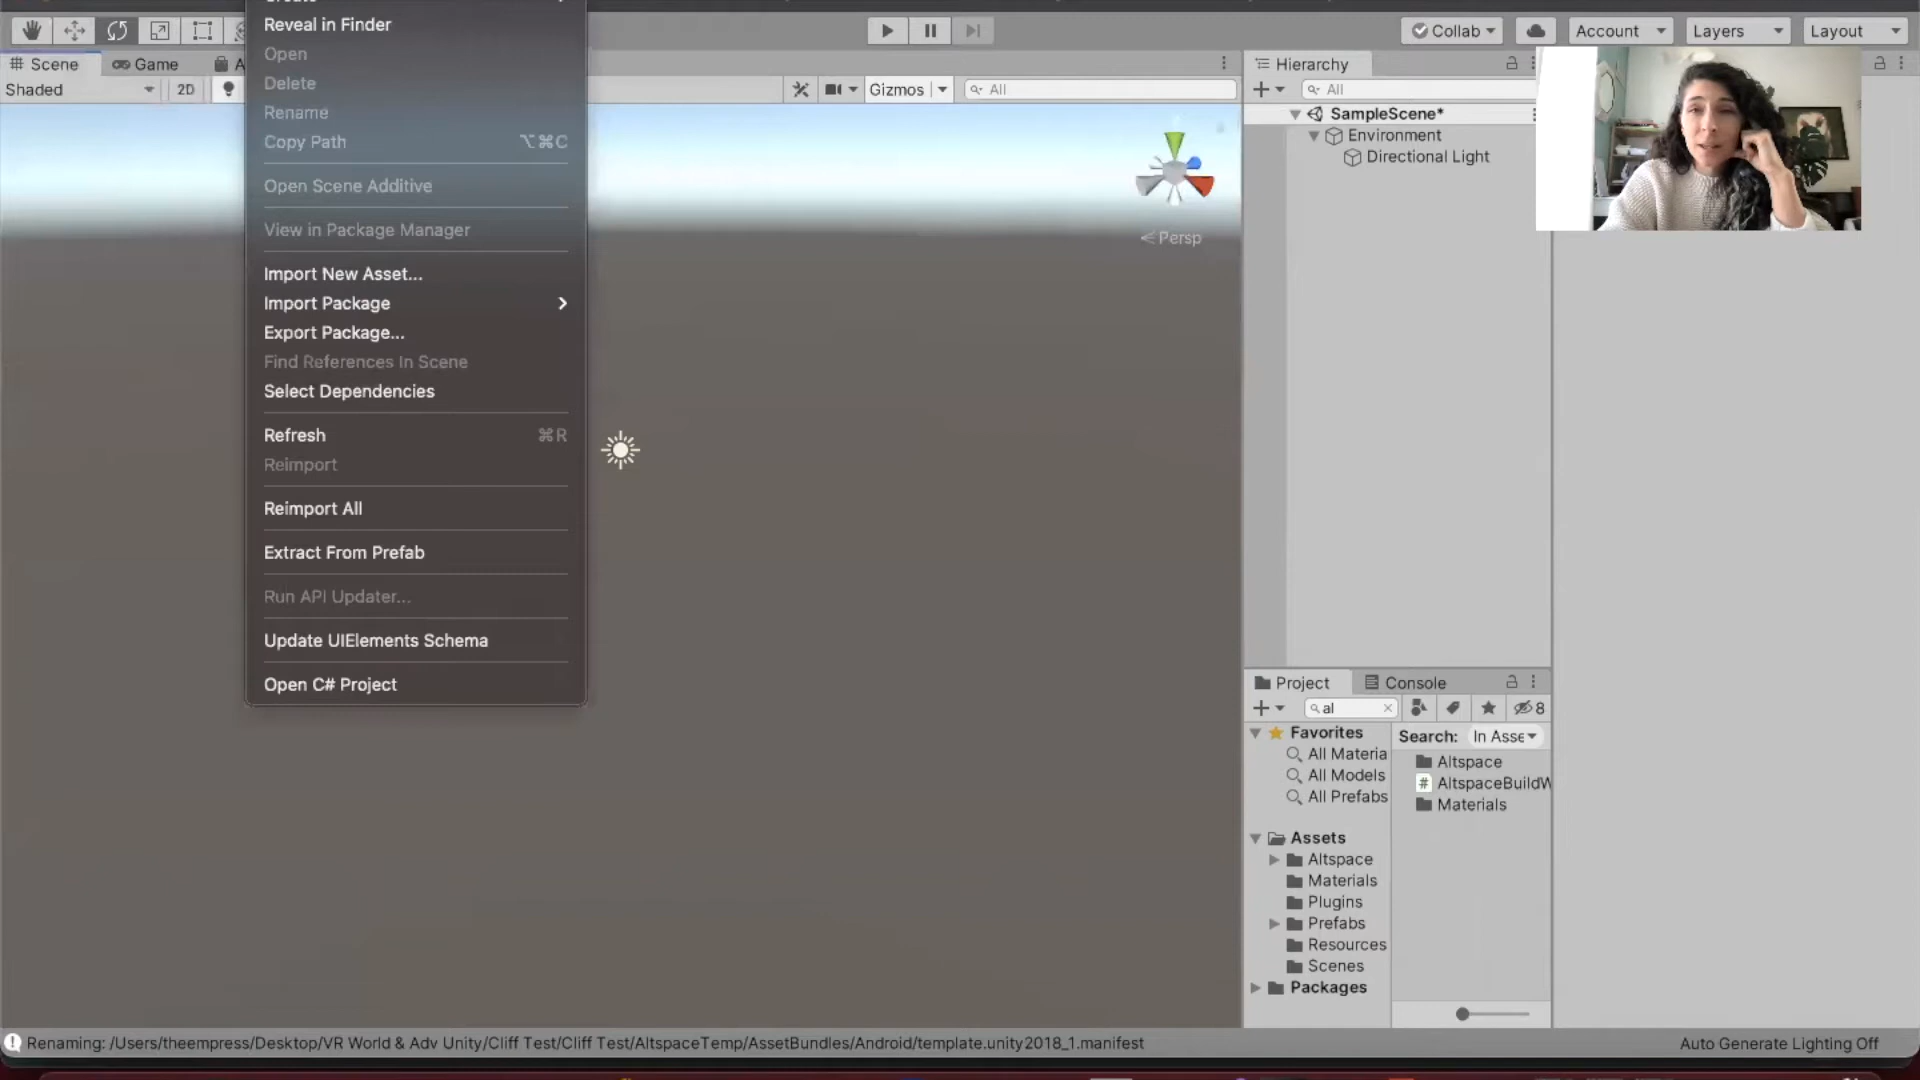 Reveal in Finder
Open
Delete
Rename
Copy Path ⌥⌘C
Open Scene Additive
View in Package Manager
Import New Asset...
Import Package
Export Package...
Find References In Scene
Select Dependencies
Refresh ⌘R
Reimport
Reimport All
Extract From Prefab
Run API Updater...
Update UIElements Schema
Open C# Project
Collab
Account
Layers
Layout
Scene
Game
Shaded
2D
Gizmos
All
Persp
Hierarchy
All
SampleScene*
Environment
Directional Light
Project
Console
al
8
Favorites
All Materia
All Models
All Prefabs
Assets
Altspace
Materials
Plugins
Prefabs
Resources
Scenes
Packages
Search: In Asse
Altspace
AltspaceBuildW
Materials
Renaming: /Users/theempress/Desktop/VR World & Adv Unity/Cliff Test/Cliff Test/AltspaceTemp/AssetBundles/Android/template.unity2018_1.manifest
Auto Generate Lighting Off